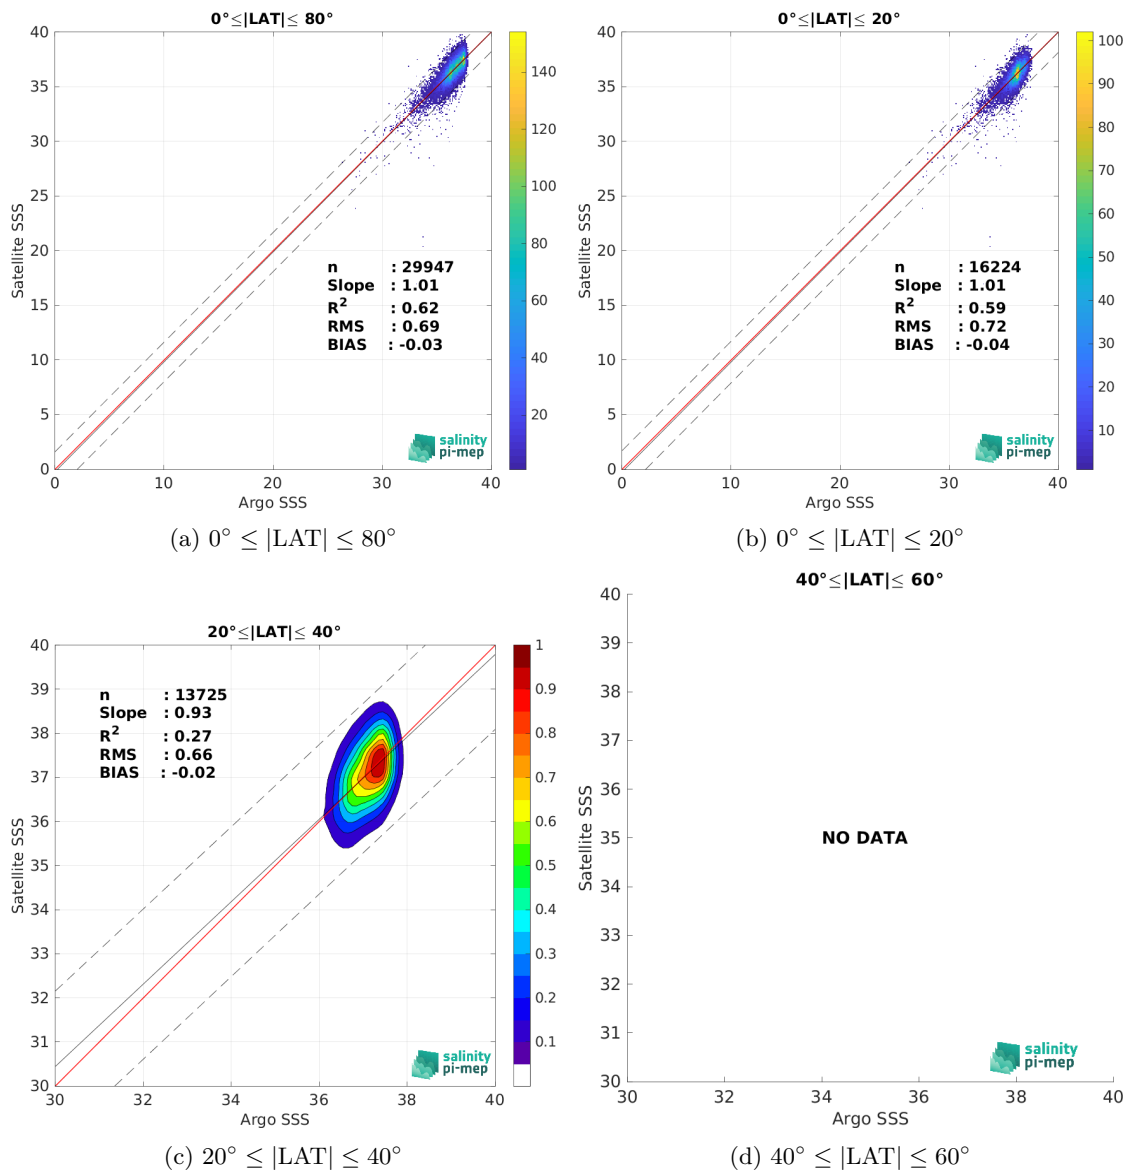 0°≤|LAT|≤ 80°
40
35
30
25
20
15
10
5
0
Satellite SSS
n : 29947
Slope : 1.01
R² : 0.62
RMS : 0.69
BIAS : -0.03
salinity
pi-mep
0 10 20 30 40
Argo SSS
140
120
100
80
60
40
20
(a) 0° ≤ |LAT| ≤ 80°
0°≤|LAT|≤ 20°
40
35
30
25
20
15
10
5
0
Satellite SSS
n : 16224
Slope : 1.01
R² : 0.59
RMS : 0.72
BIAS : -0.04
salinity
pi-mep
0 10 20 30 40
Argo SSS
100
90
80
70
60
50
40
30
20
10
(b) 0° ≤ |LAT| ≤ 20°
20°≤|LAT|≤ 40°
40
39
38
37
36
35
34
33
32
31
30
Satellite SSS
n : 13725
Slope : 0.93
R² : 0.27
RMS : 0.66
BIAS : -0.02
salinity
pi-mep
30 32 34 36 38 40
Argo SSS
1
0.9
0.8
0.7
0.6
0.5
0.4
0.3
0.2
0.1
(c) 20° ≤ |LAT| ≤ 40°
40°≤|LAT|≤ 60°
40
39
38
37
36
35
34
33
32
31
30
Satellite SSS
NO DATA
salinity
pi-mep
30 32 34 36 38 40
Argo SSS
(d) 40° ≤ |LAT| ≤ 60°